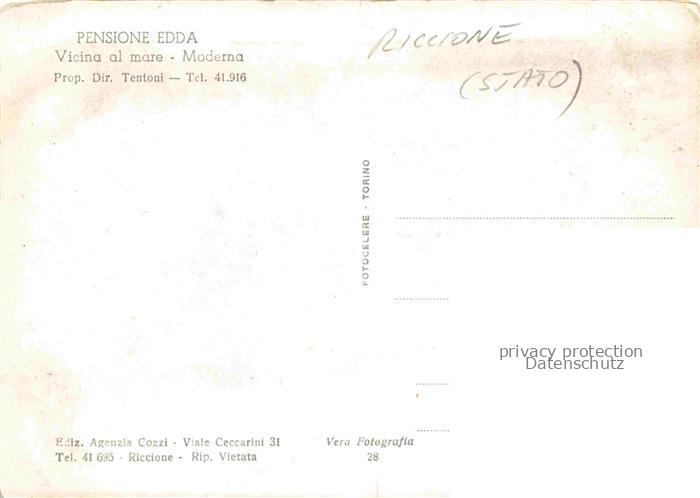 PENSIONE EDDA
Vicina al mare - Moderna
Prop. Dir. Tentoni — Tel. 41.916
RICCIONE
(STATO)
FOTOCELERE - TORINO
privacy protection
Datenschutz
Ediz. Agenzia Cozzi - Viale Ceccarini 31
Tel. 41 695 - Riccione - Rip. Vietata
Vera Fotografia
28